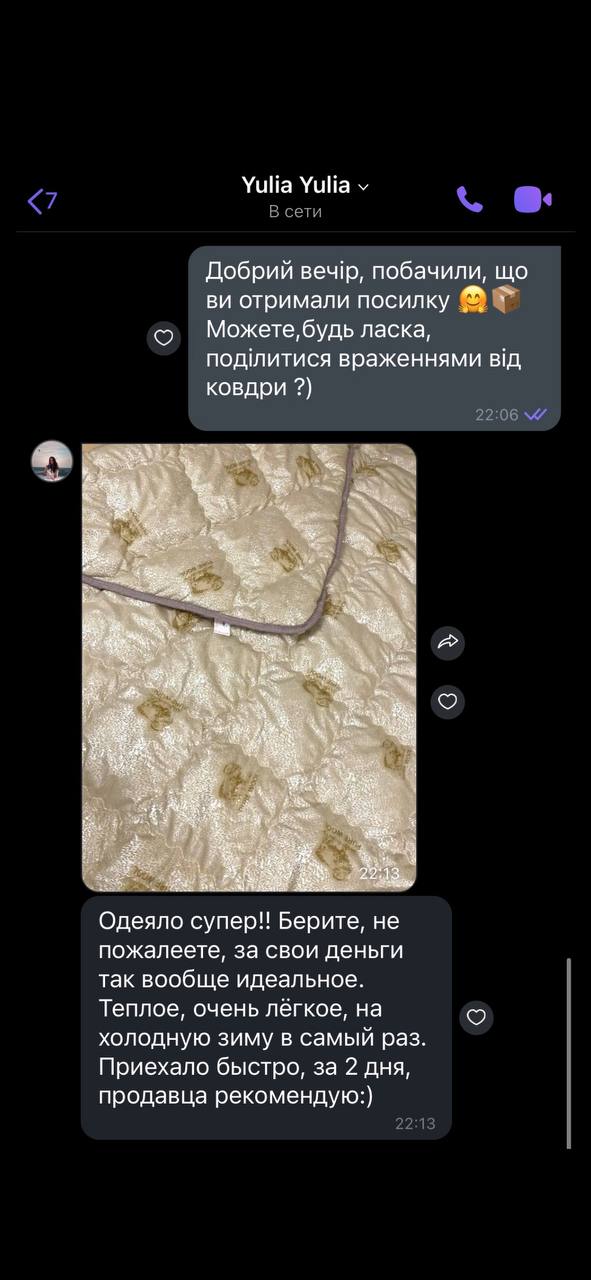 7
Yulia Yulia
В сети
Добрий вечір, побачили, що
ви отримали посилку 🤗📦
Можете,будь ласка,
поділитися враженнями від
ковдри ?)
22:06
22:13
Одеяло супер!! Берите, не
пожалеете, за свои деньги
так вообще идеальное.
Теплое, очень лёгкое, на
холодную зиму в самый раз.
Приехало быстро, за 2 дня,
продавца рекомендую:)
22:13